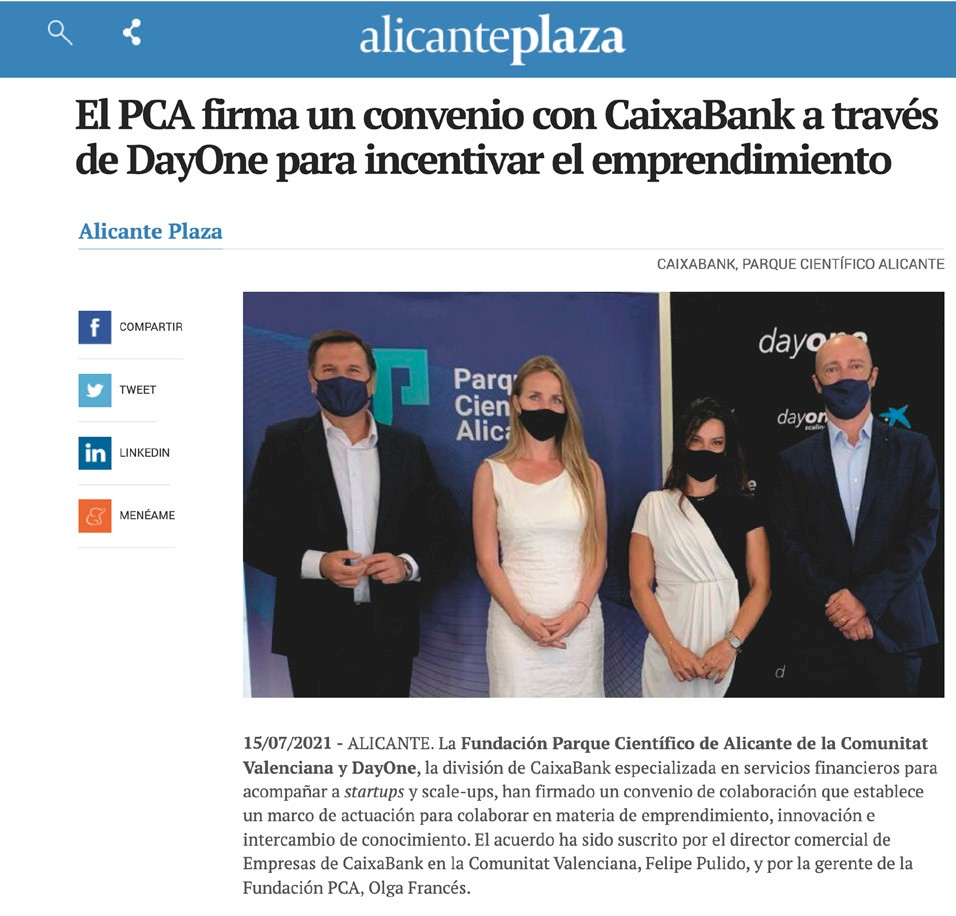 alicanteplaza
El PCA firma un convenio con CaixaBank a través
de DayOne para incentivar el emprendimiento
Alicante Plaza
CAIXABANK, PARQUE CIENTÍFICO ALICANTE
COMPARTIR
TWEET
LINKEDIN
MENÉAME
Parq
Cien
Alica
dayone
dayon
scalin
d
15/07/2021 - ALICANTE. La Fundación Parque Científico de Alicante de la Comunitat
Valenciana y DayOne, la división de CaixaBank especializada en servicios financieros para
acompañar a startups y scale-ups, han firmado un convenio de colaboración que establece
un marco de actuación para colaborar en materia de emprendimiento, innovación e
intercambio de conocimiento. El acuerdo ha sido suscrito por el director comercial de
Empresas de CaixaBank en la Comunitat Valenciana, Felipe Pulido, y por la gerente de la
Fundación PCA, Olga Francés.